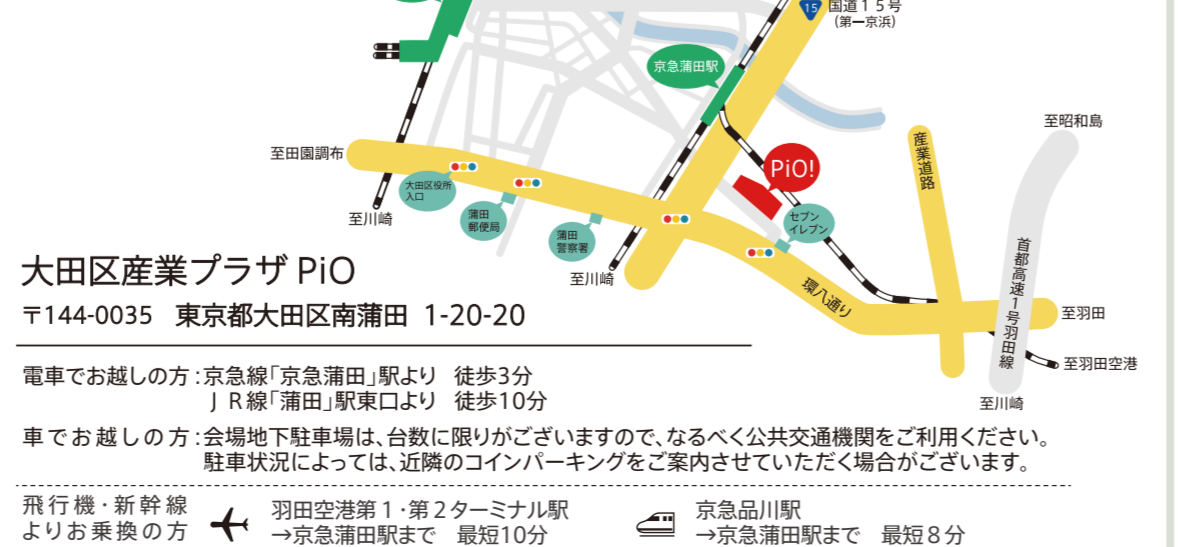 15
国道15号
(第一京浜)
京急蒲田駅
至昭和島
産業道路
至田園調布
PiO!
大田区役所
入口
蒲田
郵便局
セブン
イレブン
至川崎
蒲田
警察署
首都高速1号羽田線
至川崎
環八通り
大田区産業プラザ PiO
至羽田
〒144-0035 東京都大田区南蒲田 1-20-20
至羽田空港
至川崎
電車でお越しの方:京急線「京急蒲田」駅より 徒歩3分
JR線「蒲田」駅東口より 徒歩10分
車でお越しの方:会場地下駐車場は、台数に限りがございますので、なるべく公共交通機関をご利用ください。
駐車状況によっては、近隣のコインパーキングをご案内させていただく場合がございます。
飛行機・新幹線
よりお乗換の方
羽田空港第1・第2ターミナル駅
→京急蒲田駅まで 最短10分
京急品川駅
→京急蒲田駅まで 最短8分